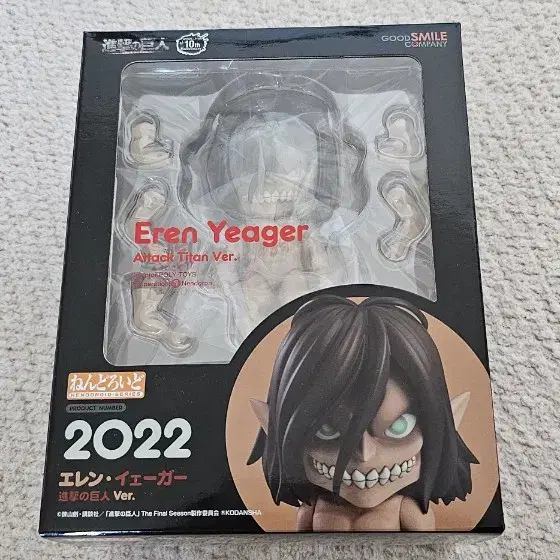 進撃の巨人
10th
GOOD SMILE
COMPANY
Eren Yeager
Attack Titan Ver.
TOYS
Nendoron
ねんどろいど
NENDOROID SERIES
PRODUCT NUMBER
2022
エレン・イェーガー
進撃の巨人 Ver.
©諫山創・講談社／「進撃の巨人」The Final Season製作委員会 ®KODANSHA